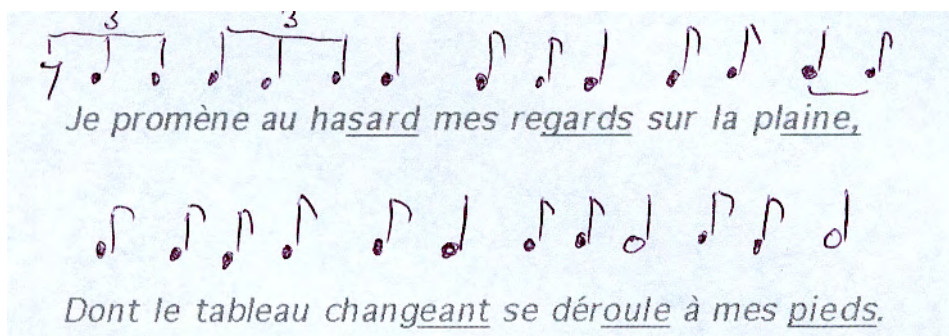 3 3
Je promène au hasard mes regards sur la plaine,
Dont le tableau changeant se déroule à mes pieds.